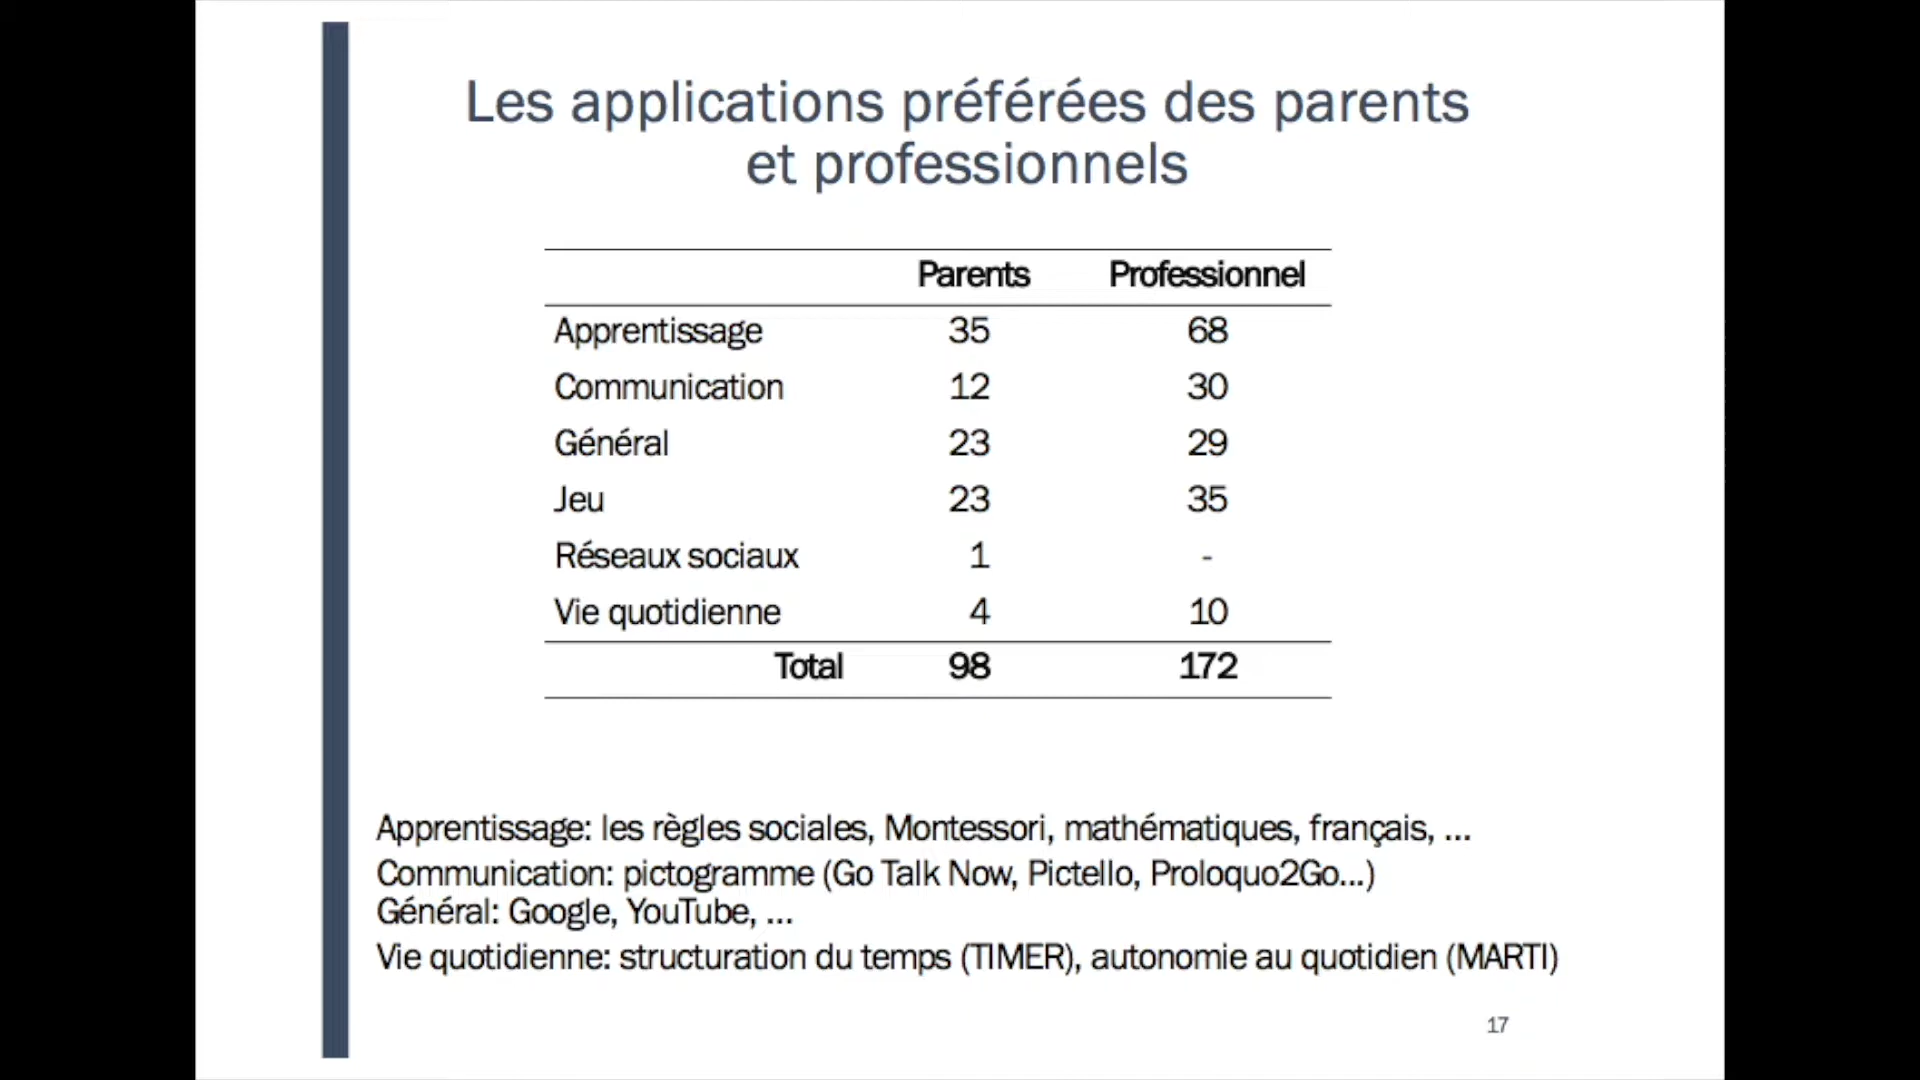 Les applications préférées des parents
et professionnels
Parents Professionnel
Apprentissage 35 68
Communication 12 30
Général 23 29
Jeu 23 35
Réseaux sociaux 1 -
Vie quotidienne 4 10
Total 98 172
Apprentissage: les règles sociales, Montessori, mathématiques, français, ...
Communication: pictogramme (Go Talk Now, Pictello, Proloquo2Go...)
Général: Google, YouTube, ...
Vie quotidienne: structuration du temps (TIMER), autonomie au quotidien (MARTI)
17